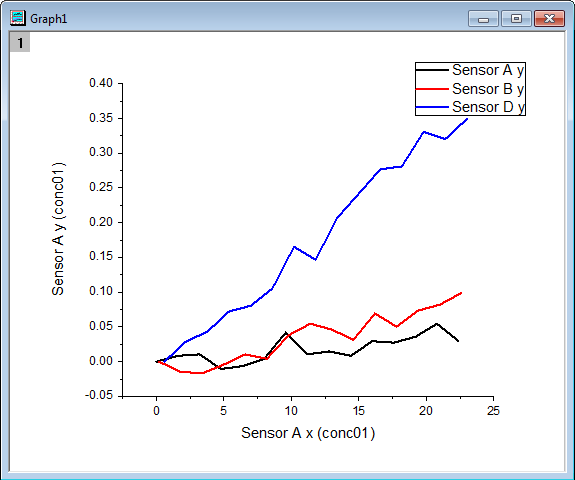 Graph1
1
Sensor A y
Sensor B y
Sensor D y
0.40
0.35
0.30
0.25
0.20
0.15
0.10
0.05
0.00
-0.05
Sensor A y (conc01)
0 5 10 15 20 25
Sensor A x (conc01)